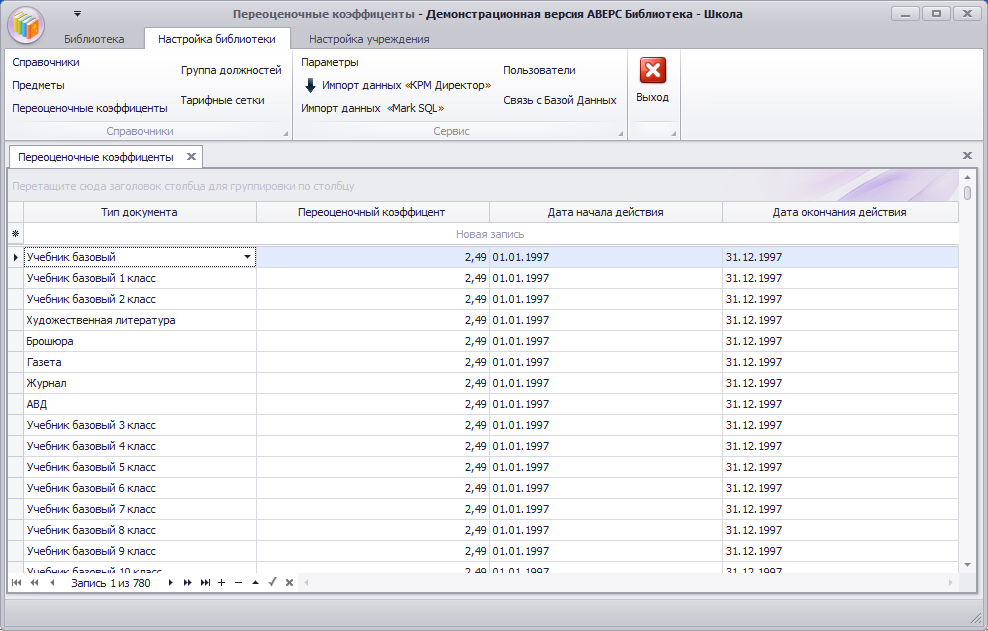 Переоценочные коэффиценты - Демонстрационная версия АВЕРС Библиотека - Школа
Библиотека Настройка библиотеки Настройка учреждения
Справочники
Предметы
Переоценочные коэфициенты
Группа должностей
Тарифные сетки
Справочники
Параметры
Импорт данных «КРМ Директор»
Импорт данных «Mark SQL»
Пользователи
Связь с Базой Данных
Сервис
Выход
Переоценочные коэффиценты
Перетащите сюда заголовок столбца для группировки по столбцу
Тип документа Переоценочный коэффицент Дата начала действия Дата окончания действия
Новая запись
Учебник базовый 2,49 01.01.1997 31.12.1997
Учебник базовый 1 класс 2,49 01.01.1997 31.12.1997
Учебник базовый 2 класс 2,49 01.01.1997 31.12.1997
Художественная литература 2,49 01.01.1997 31.12.1997
Брошюра 2,49 01.01.1997 31.12.1997
Газета 2,49 01.01.1997 31.12.1997
Журнал 2,49 01.01.1997 31.12.1997
АВД 2,49 01.01.1997 31.12.1997
Учебник базовый 3 класс 2,49 01.01.1997 31.12.1997
Учебник базовый 4 класс 2,49 01.01.1997 31.12.1997
Учебник базовый 5 класс 2,49 01.01.1997 31.12.1997
Учебник базовый 6 класс 2,49 01.01.1997 31.12.1997
Учебник базовый 7 класс 2,49 01.01.1997 31.12.1997
Учебник базовый 8 класс 2,49 01.01.1997 31.12.1997
Учебник базовый 9 класс 2,49 01.01.1997 31.12.1997
Учебник базовый 10 класс 2,49 01.01.1997 31.12.1997
Запись 1 из 780